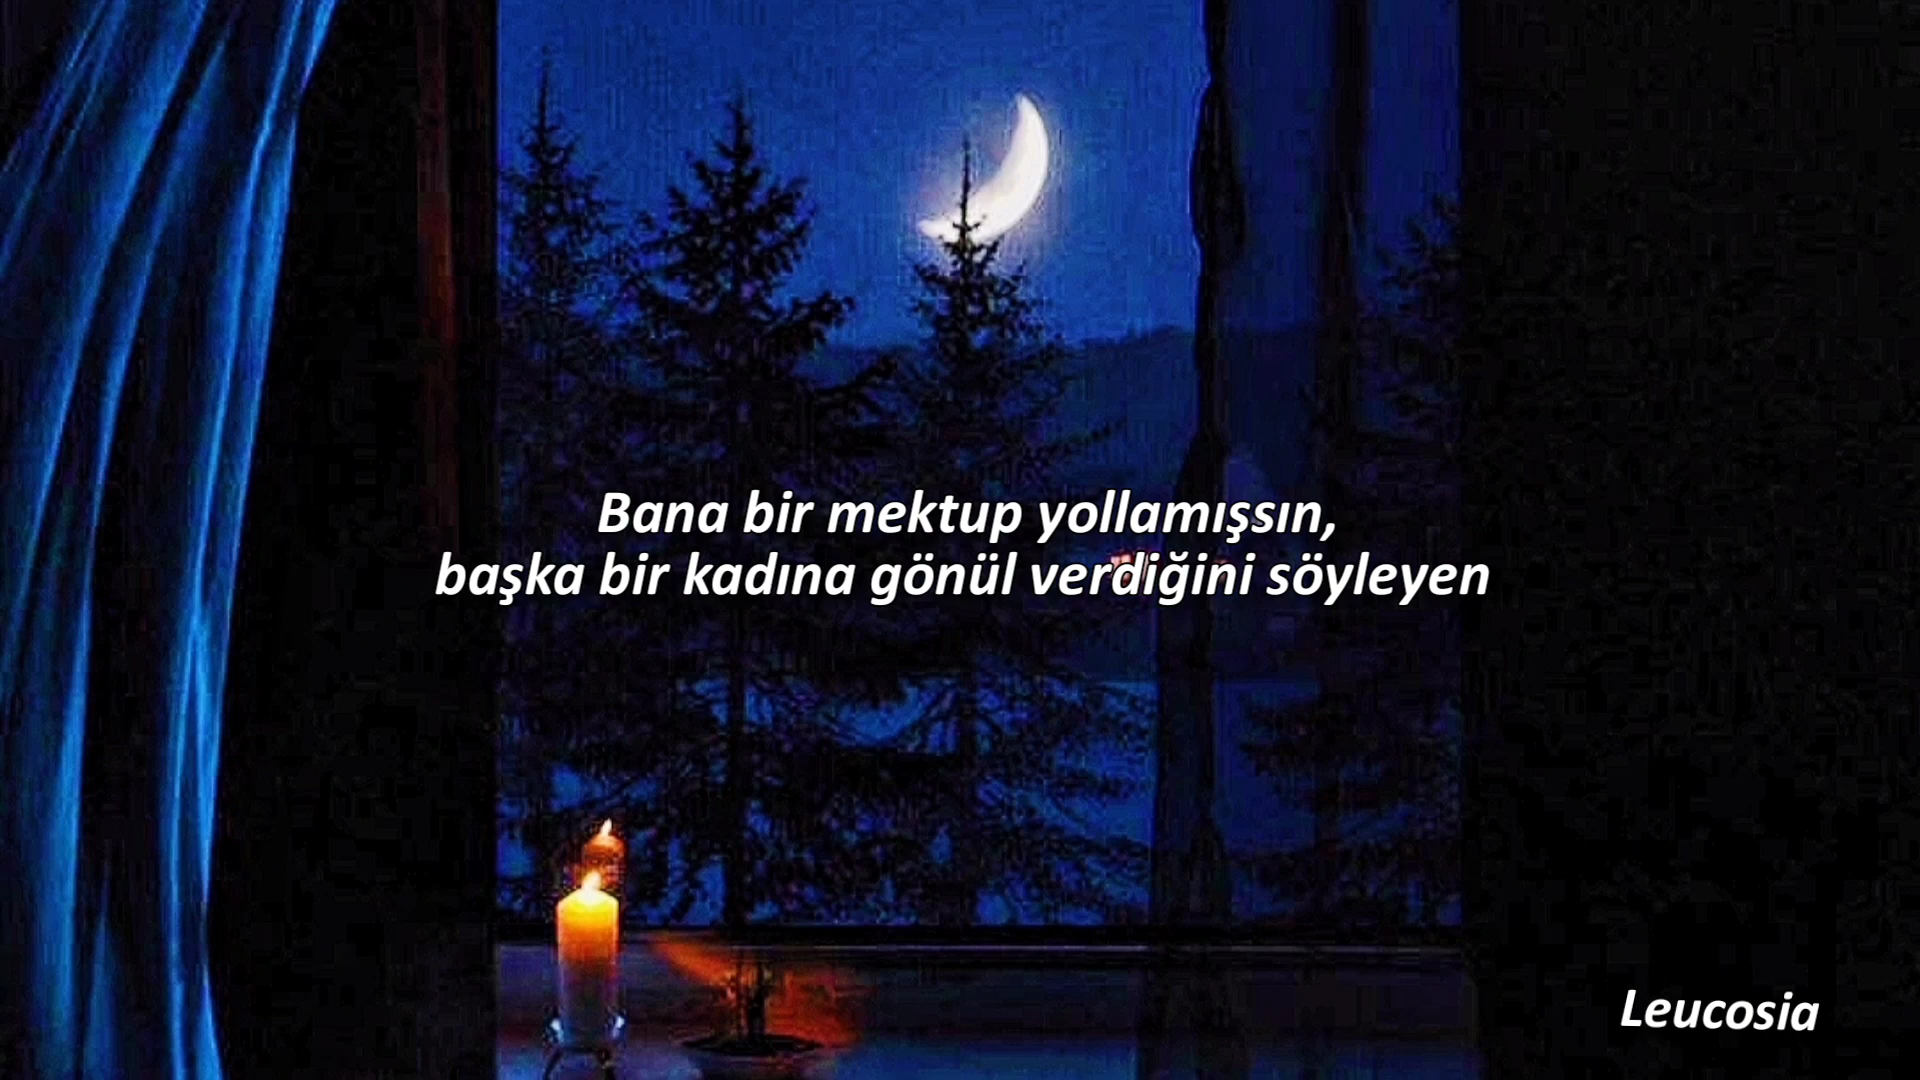 Bana bir mektup yollamışsın,
başka bir kadına gönül verdiğini söyleyen
Leucosia